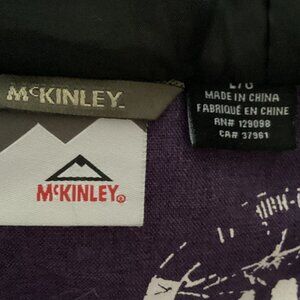 McKINLEY
L/G
MADE IN CHINA
FABRIQUÉ EN CHINE
RN# 129098
CA# 37961
McKINLEY®